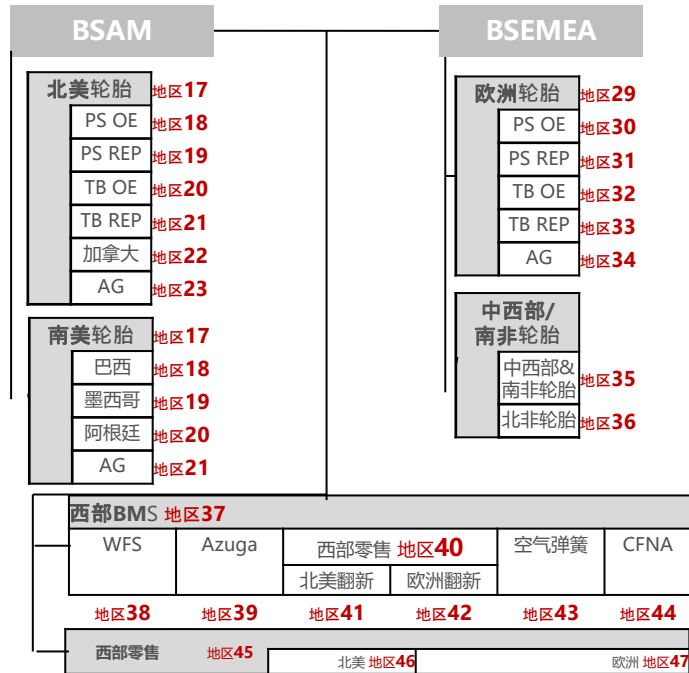 BSAM
BSEMEA
北美轮胎 地区17
PS OE 地区18
PS REP 地区19
TB OE 地区20
TB REP 地区21
加拿大 地区22
AG 地区23
南美轮胎 地区17
巴西 地区18
墨西哥 地区19
阿根廷 地区20
AG 地区21
欧洲轮胎 地区29
PS OE 地区30
PS REP 地区31
TB OE 地区32
TB REP 地区33
AG 地区34
中西部/
南非轮胎
中西部&
南非轮胎 地区35
北非轮胎 地区36
西部BMS 地区37
WFS Azuga 西部零售 地区40 空气弹簧 CFNA
北美翻新 欧洲翻新
地区38 地区39 地区41 地区42 地区43 地区44
西部零售 地区45
北美 地区46 欧洲 地区47